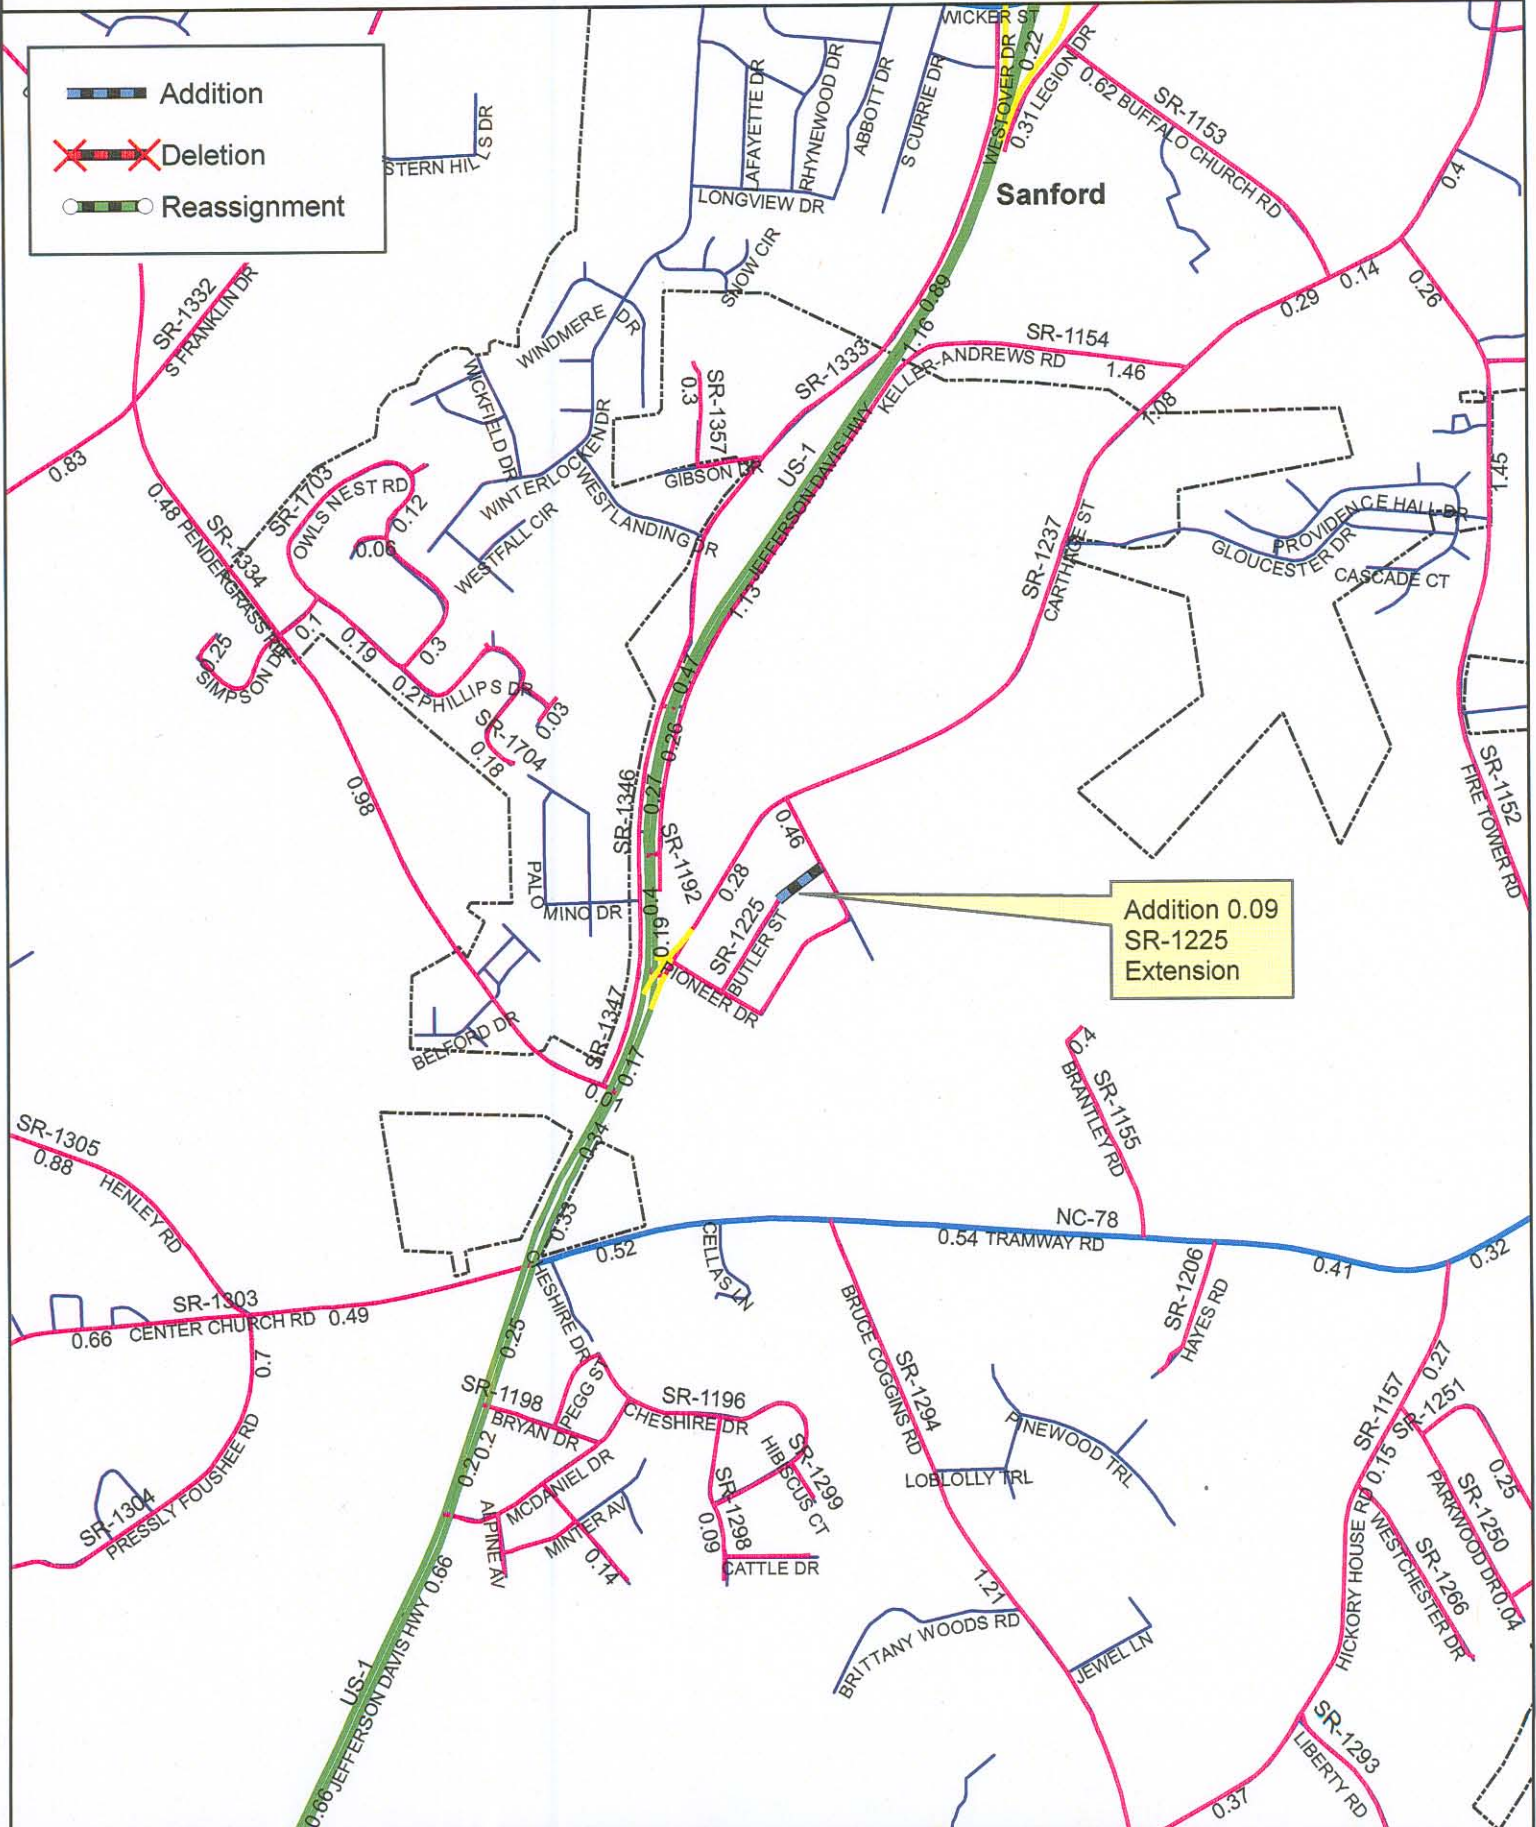 Addition
Deletion
Reassignment
WICKER ST
WESTOVER DR
0.22
0.31 LEGION DR
0.62 BUFFALO CHURCH RD
SR-1153
LAFAYETTE DR
RHYNEWOOD DR
ABBOTT DR
S CURRIE DR
LONGVIEW DR
STERN HIL
LS DR
Sanford
0.4
0.14
0.29
0.26
SNOW CIR
SR-1332
S FRANKLIN DR
WINDMERE DR
0.89
1.16
SR-1333
SR-1154
KELLER-ANDREWS RD
1.46
1.08
WICKFIELD DR
SR-1357
0.3
GIBSON DR
US-1
JEFFERSON DAVIS HWY
1.13
0.83
0.48 PENDERGRASS RD
SR-1334
SR-1703
OWLS NEST RD
0.12
0.06
WINTERLOCKEN DR
WESTLANDING DR
WESTFALL CIR
1.45
PROVIDENCE HALL DR
GLOUCESTER DR
CASCADE CT
SR-1237
CARTHAGE ST
0.25
SIMPSON DR
0.1
0.19
0.3
0.2
PHILLIPS DR
0.03
SR-1704
0.18
0.47
0.26
0.27
0.98
SR-1346
SR-1192
0.4
0.19
PALO
MINO DR
0.46
0.28
SR-1225
BUTLER ST
PIONEER DR
Addition 0.09
SR-1225
Extension
SR-1152
FIRE TOWER RD
BELFORD DR
SR-1347
0.17
0.01
0.34
0.33
0.4
SR-1155
BRANTLEY RD
SR-1305
0.88
HENLEY RD
NC-78
0.54 TRAMWAY RD
0.52
0.41
0.32
CELLAS LN
CHESHIRE DR
SR-1303
0.66 CENTER CHURCH RD 0.49
0.7
0.25
SR-1206
HAYES RD
SR-1198
BRYAN DR
PEGG ST
SR-1196
CHESHIRE DR
BRUCE COGGINS RD
SR-1294
0.27
SR-1157
SR-1251
0.15
0.2
0.2
MCDANIEL DR
ALPINE AV
MINTER AV
0.14
HIBISCUS CT
SR-1299
SR-1298
0.09
CATTLE DR
PINEWOOD TRL
LOBLOLLY TRL
0.25
SR-1250
PARKWOOD DR
0.04
SR-1304
PRESSLY FOUSHEE RD
HICKORY HOUSE RD
SR-1266
WESTCHESTER DR
1.21
BRITTANY WOODS RD
JEWEL LN
US-1
JEFFERSON DAVIS HWY 0.66
0.66
SR-1293
LIBERTY RD
0.37